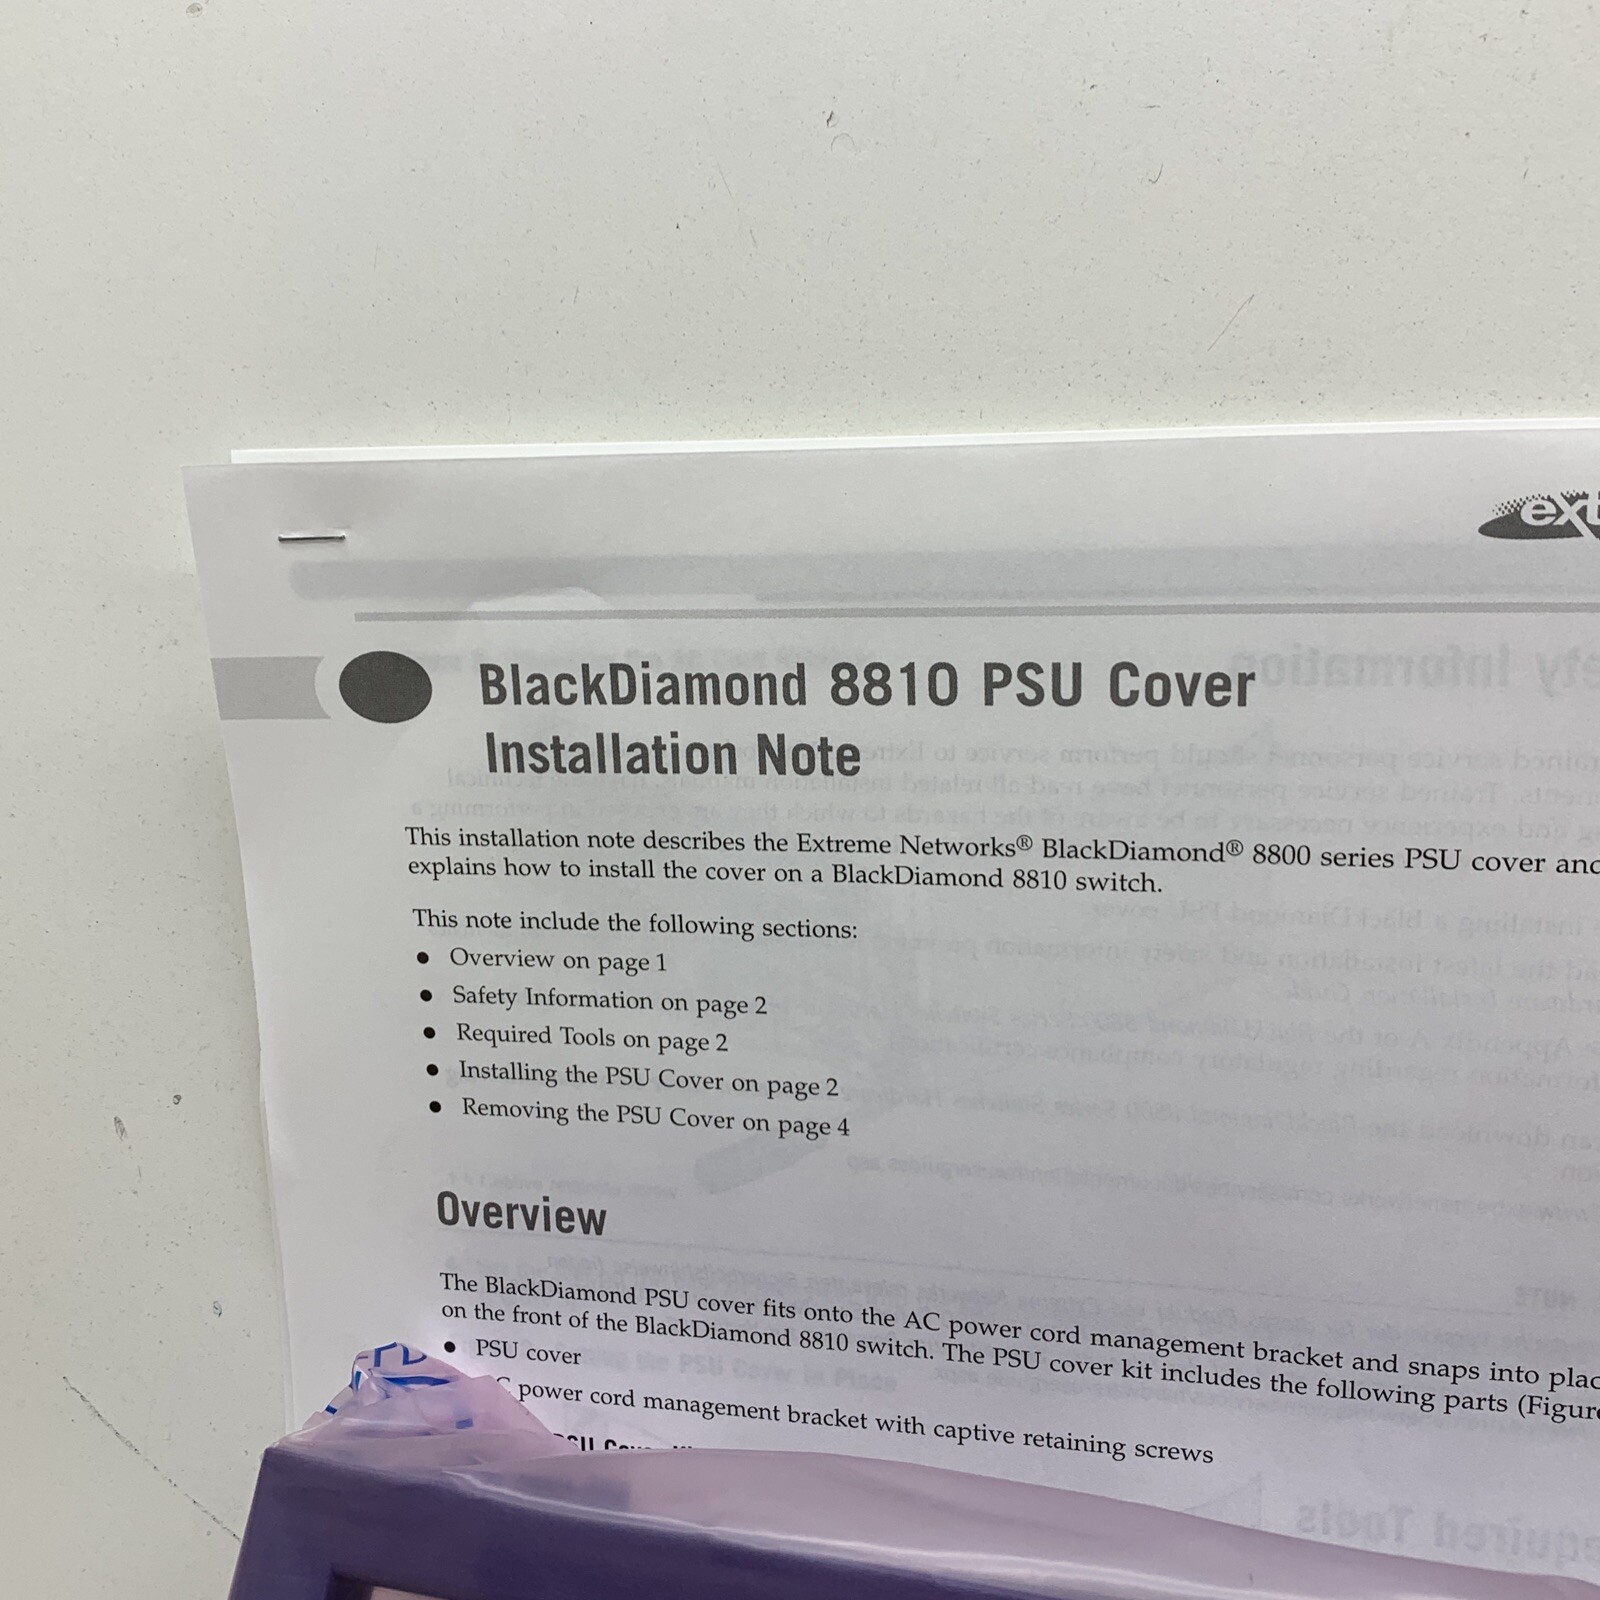 BlackDiamond 8810 PSU Cover
Installation Note
This installation note describes the Extreme Networks® BlackDiamond® 8800 series PSU cover and
explains how to install the cover on a BlackDiamond 8810 switch.
This note include the following sections:
● Overview on page 1
● Safety Information on page 2
● Required Tools on page 2
● Installing the PSU Cover on page 2
● Removing the PSU Cover on page 4
Overview
The BlackDiamond PSU cover fits onto the AC power cord management bracket and snaps into
on the front of the BlackDiamond 8810 switch. The PSU cover kit includes the following parts
● PSU cover
power cord management bracket with captive retaining screws